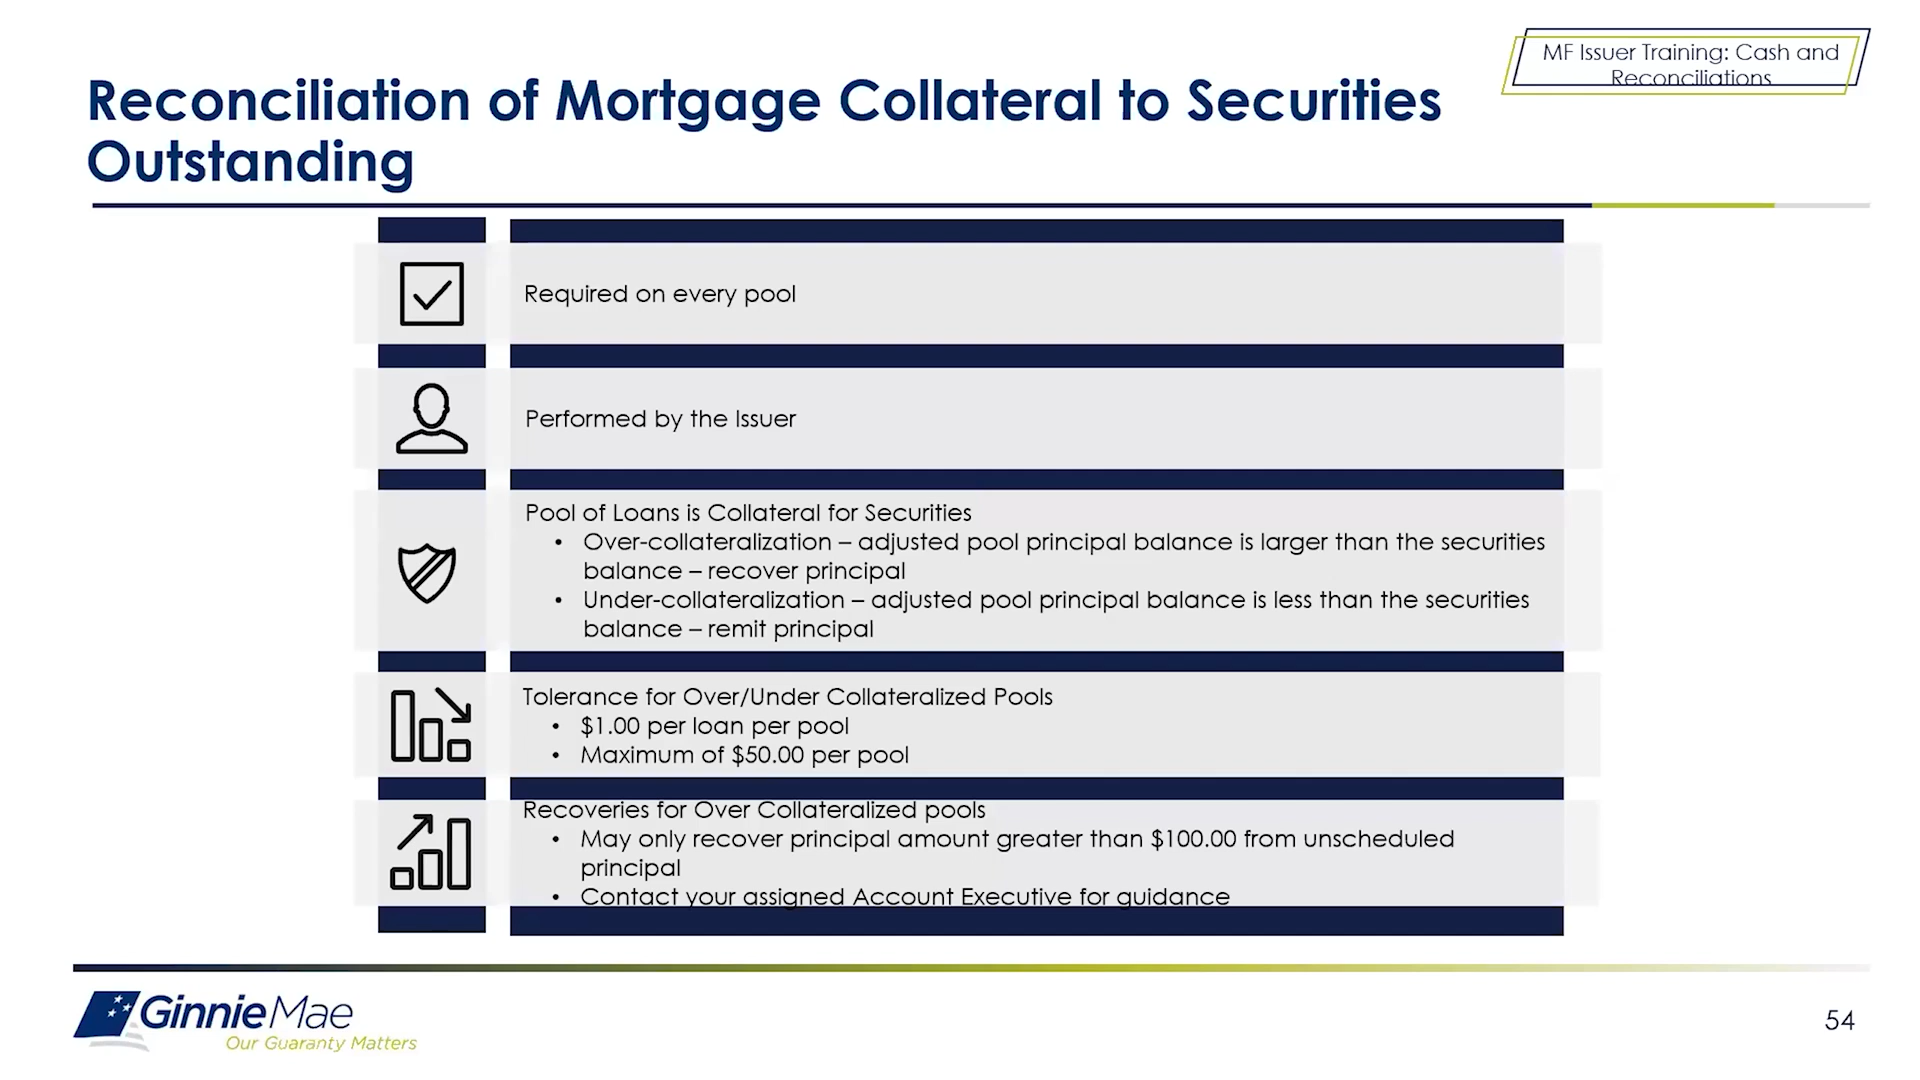 MF Issuer Training: Cash and
Reconciliations
Reconciliation of Mortgage Collateral to Securities
Outstanding
Required on every pool
Performed by the Issuer
Pool of Loans is Collateral for Securities
• Over-collateralization – adjusted pool principal balance is larger than the securities
balance – recover principal
• Under-collateralization – adjusted pool principal balance is less than the securities
balance – remit principal
Tolerance for Over/Under Collateralized Pools
• $1.00 per loan per pool
• Maximum of $50.00 per pool
Recoveries for Over Collateralized pools
• May only recover principal amount greater than $100.00 from unscheduled
principal
• Contact your assigned Account Executive for guidance
GinnieMae
Our Guaranty Matters
54